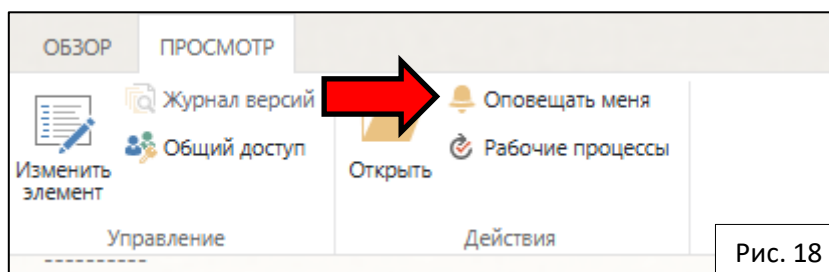 ОБЗОР ПРОСМОТР
Изменить
элемент
Журнал версий
Общий доступ
Управление
Открыть
Оповещать меня
Рабочие процессы
Действия
Рис. 18